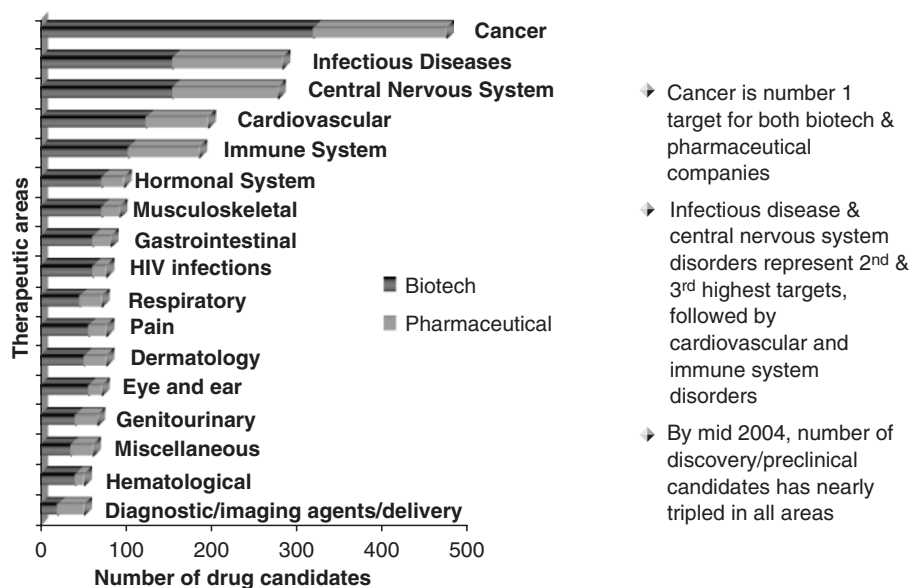 Therapeutic areas
Cancer
Infectious Diseases
Central Nervous System
Cardiovascular
Immune System
Hormonal System
Musculoskeletal
Gastrointestinal
HIV infections
Respiratory
Pain
Dermatology
Eye and ear
Genitourinary
Miscellaneous
Hematological
Diagnostic/imaging agents/delivery
0 100 200 300 400 500
Number of drug candidates
Biotech
Pharmaceutical
Cancer is number 1
target for both biotech &
pharmaceutical
companies
Infectious disease &
central nervous system
disorders represent 2nd &
3rd highest targets,
followed by
cardiovascular and
immune system
disorders
By mid 2004, number of
discovery/preclinical
candidates has nearly
tripled in all areas